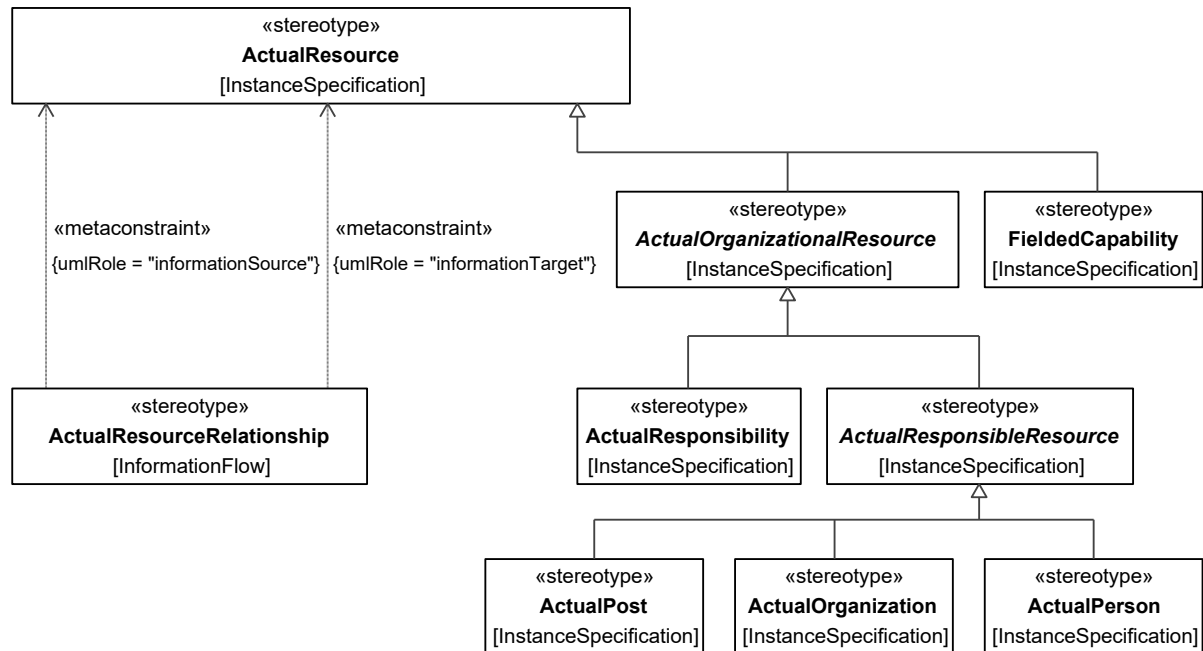 «stereotype»
ActualResource
[InstanceSpecification]
«metaconstraint»
{umlRole = "informationSource"}
«metaconstraint»
{umlRole = "informationTarget"}
«stereotype»
ActualOrganizationalResource
[InstanceSpecification]
«stereotype»
FieldedCapability
[InstanceSpecification]
«stereotype»
ActualResourceRelationship
[InformationFlow]
«stereotype»
ActualResponsibility
[InstanceSpecification]
«stereotype»
ActualResponsibleResource
[InstanceSpecification]
«stereotype»
ActualPost
[InstanceSpecification]
«stereotype»
ActualOrganization
[InstanceSpecification]
«stereotype»
ActualPerson
[InstanceSpecification]